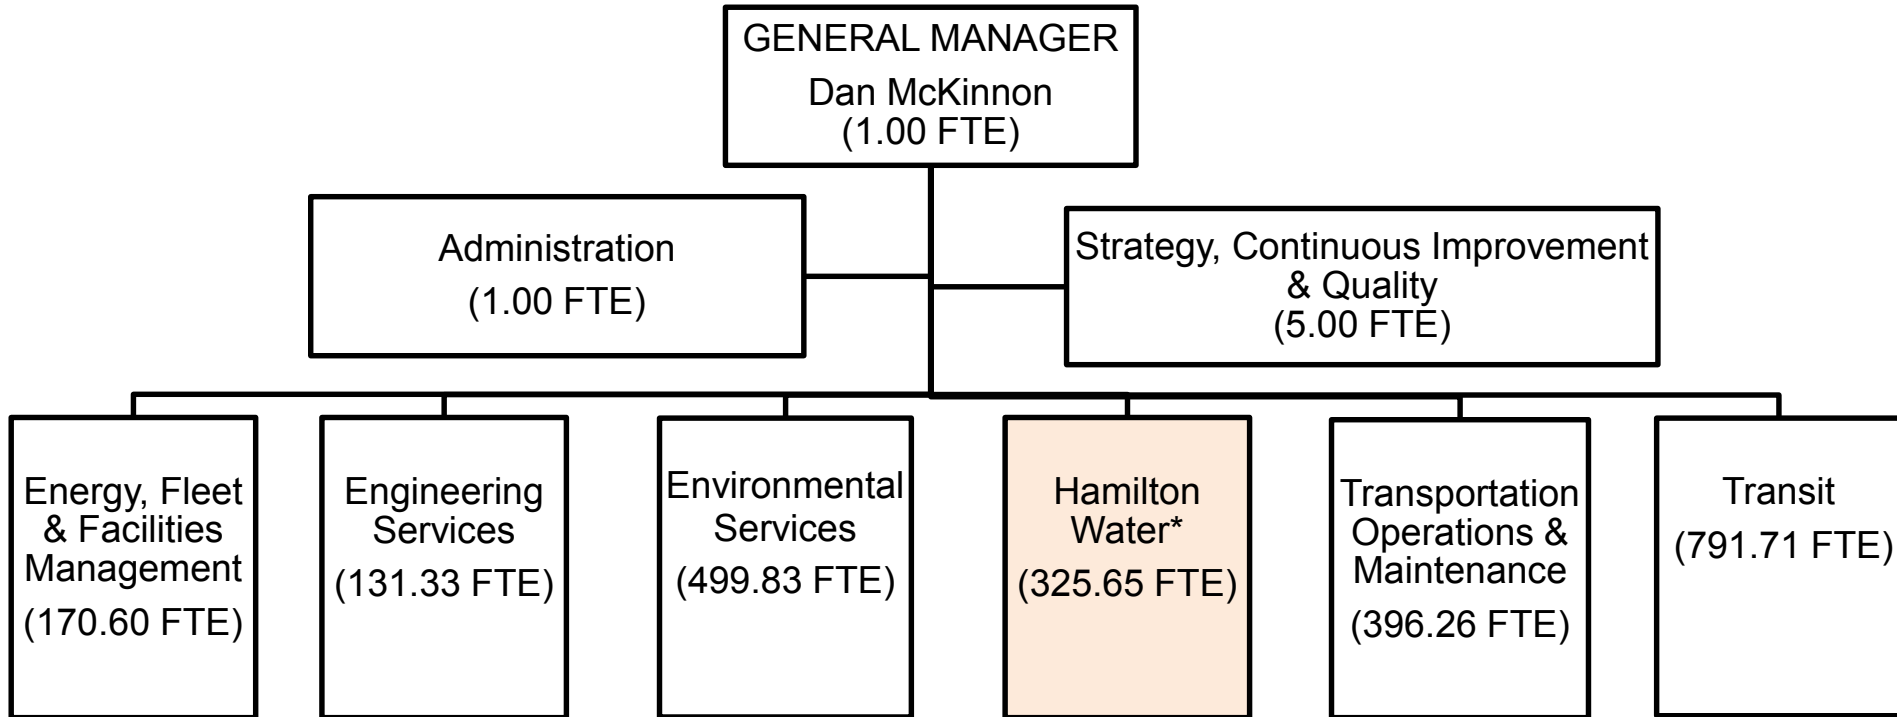 GENERAL MANAGER
Dan McKinnon
(1.00 FTE)
Administration
(1.00 FTE)
Strategy, Continuous Improvement
& Quality
(5.00 FTE)
Energy, Fleet
& Facilities
Management
(170.60 FTE)
Engineering
Services
(131.33 FTE)
Environmental
Services
(499.83 FTE)
Hamilton
Water*
(325.65 FTE)
Transportation
Operations &
Maintenance
(396.26 FTE)
Transit
(791.71 FTE)